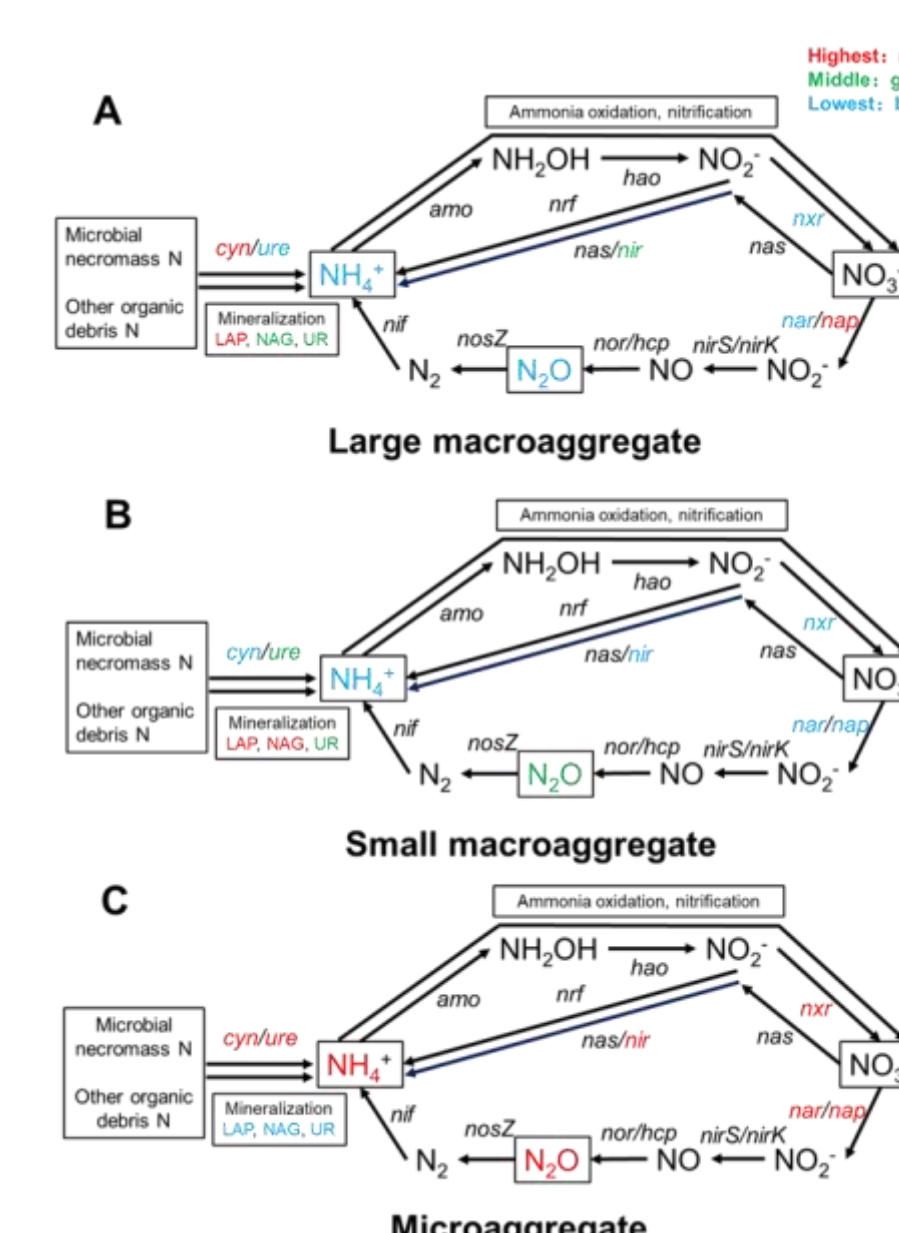 Highest:
Middle:
Lowest:
A
Ammonia oxidation, nitrification
NH₂OH
NO₂⁻
hao
amo
nrf
nxr
Microbial
necromass N
Other organic
debris N
cyn/ure
NH₄⁺
nas/nir
nas
NO₃⁻
Mineralization
LAP, NAG, UR
nif
nosZ
nor/hcp
nirS/nirK
nar/nap
N₂
N₂O
NO
NO₂⁻
Large macroaggregate
B
Ammonia oxidation, nitrification
NH₂OH
NO₂⁻
hao
amo
nrf
nxr
Microbial
necromass N
Other organic
debris N
cyn/ure
NH₄⁺
nas/nir
nas
NO₃
Mineralization
LAP, NAG, UR
nif
nosZ
nor/hcp
nirS/nirK
nar/nap
N₂
N₂O
NO
NO₂⁻
Small macroaggregate
C
Ammonia oxidation, nitrification
NH₂OH
NO₂⁻
hao
amo
nrf
nxr
Microbial
necromass N
Other organic
debris N
cyn/ure
NH₄⁺
nas/nir
nas
NO₃
Mineralization
LAP, NAG, UR
nif
nosZ
nor/hcp
nirS/nirK
nar/nap
N₂
N₂O
NO
NO₂⁻
Microaggregate